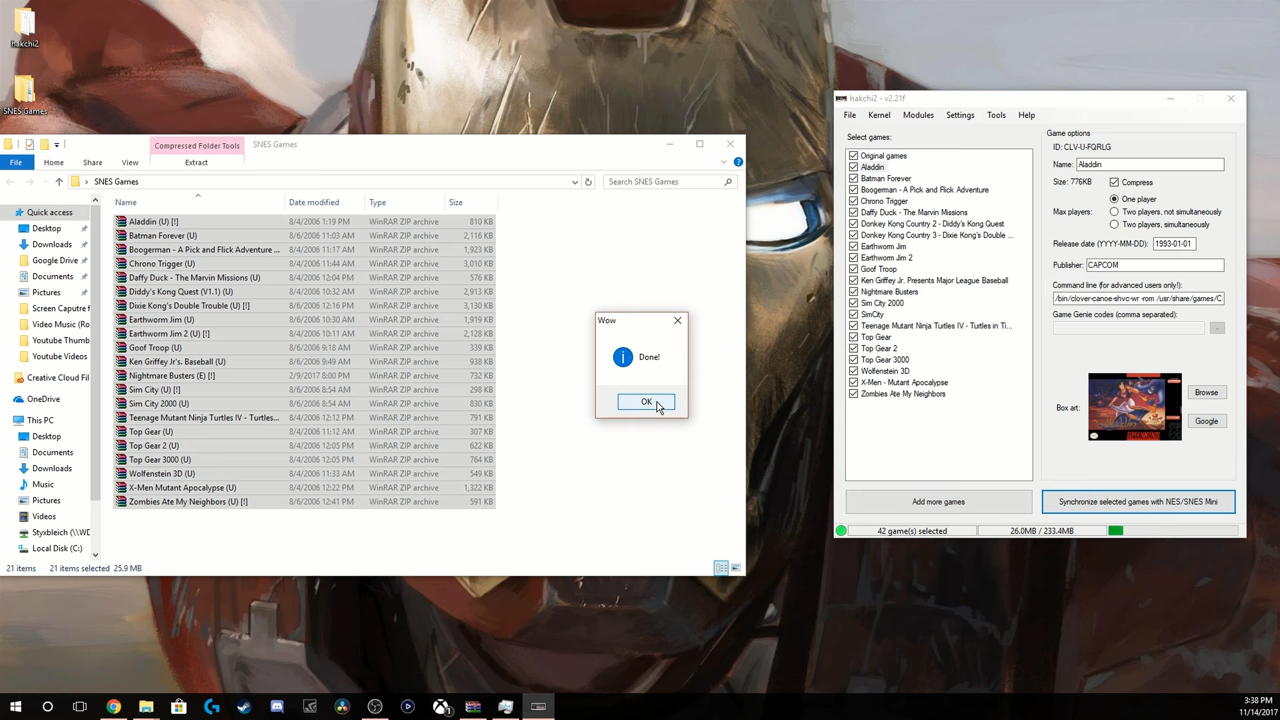 hakchi2
SNES Games
Compressed Folder Tools
SNES Games
File
Home
Share
View
Extract
SNES Games
Search SNES Games
Name
Date modified
Type
Size
Quick access
Desktop
Downloads
Google Drive
Documents
Pictures
Screen Caputre f
Video Music (Ro
Youtube Thumb
Youtube Videos
Creative Cloud Fil
OneDrive
This PC
Desktop
Documents
Downloads
Music
Pictures
Videos
Styxbleich (\\WD
Local Disk (C:)
Aladdin (U) [!] 8/4/2006 1:19 PM WinRAR ZIP archive 810 KB
Batman Forever (U) 8/6/2006 11:03 AM WinRAR ZIP archive 2,116 KB
Boogerman - A Pick and Flick Adventure ... 8/4/2006 11:17 AM WinRAR ZIP archive 1,923 KB
Chrono Trigger (U) 8/4/2006 11:44 AM WinRAR ZIP archive 3,010 KB
Daffy Duck - The Marvin Missions (U) 8/4/2006 12:04 PM WinRAR ZIP archive 576 KB
Diddy's Kong Quest (V1.1) (U) 8/4/2006 10:32 AM WinRAR ZIP archive 2,913 KB
Dixie Kong's Double Trouble (U) [!] 8/6/2006 12:16 PM WinRAR ZIP archive 3,130 KB
Earthworm Jim (U) 8/6/2006 10:30 AM WinRAR ZIP archive 1,919 KB
Earthworm Jim 2 (U) [!] 8/4/2006 10:11 AM WinRAR ZIP archive 2,128 KB
Goof Troop (U) 8/6/2006 9:18 AM WinRAR ZIP archive 339 KB
Ken Griffey Jr's. Baseball (U) 8/6/2006 9:49 AM WinRAR ZIP archive 938 KB
Nightmare Busters (E) [!] 2/9/2017 8:00 PM WinRAR ZIP archive 732 KB
Sim City (U) [!] 8/6/2006 8:54 AM WinRAR ZIP archive 298 KB
Sim City 2000 (U) 8/6/2006 8:54 AM WinRAR ZIP archive 830 KB
Teenage Mutant Ninja Turtles IV - Turtles... 8/4/2006 12:12 PM WinRAR ZIP archive 791 KB
Top Gear (U) 8/4/2006 11:12 AM WinRAR ZIP archive 307 KB
Top Gear 2 (U) 8/4/2006 12:05 PM WinRAR ZIP archive 622 KB
Top Gear 3000 (U) 8/4/2006 12:05 PM WinRAR ZIP archive 764 KB
Wolfenstein 3D (U) 8/4/2006 11:33 AM WinRAR ZIP archive 549 KB
X-Men Mutant Apocalypse (U) 8/4/2006 12:22 PM WinRAR ZIP archive 1,322 KB
Zombies Ate My Neighbors (U) [!] 8/6/2006 12:41 PM WinRAR ZIP archive 591 KB
21 items 21 items selected 25.9 MB
Wow
Done!
OK
hakchi2 - v2.21f
File Kernel Modules Settings Tools Help
Select games:
Original games
Aladdin
Batman Forever
Boogerman - A Pick and Flick Adventure
Chrono Trigger
Daffy Duck - The Marvin Missions
Donkey Kong Country 2 - Diddy's Kong Quest
Donkey Kong Country 3 - Dixie Kong's Double ...
Earthworm Jim
Earthworm Jim 2
Goof Troop
Ken Griffey Jr. Presents Major League Baseball
Nightmare Busters
Sim City 2000
SimCity
Teenage Mutant Ninja Turtles IV - Turtles in Ti...
Top Gear
Top Gear 2
Top Gear 3000
Wolfenstein 3D
X-Men - Mutant Apocalypse
Zombies Ate My Neighbors
Game options
ID: CLV-U-FQRLG
Name: Aladdin
Size: 776KB Compress
One player
Max players: Two players, not simultaneously
Two players, simultaneously
Release date (YYYY-MM-DD): 1993-01-01
Publisher: CAPCOM
Command line (for advanced users only!):
/bin/clover-canoe-shvc-wr -rom /usr/share/games/C
Game Genie codes (comma separated):
Box art:
Browse
Google
Add more games
Synchronize selected games with NES/SNES Mini
42 game(s) selected
26.0MB / 233.4MB
3:38 PM
11/14/2017